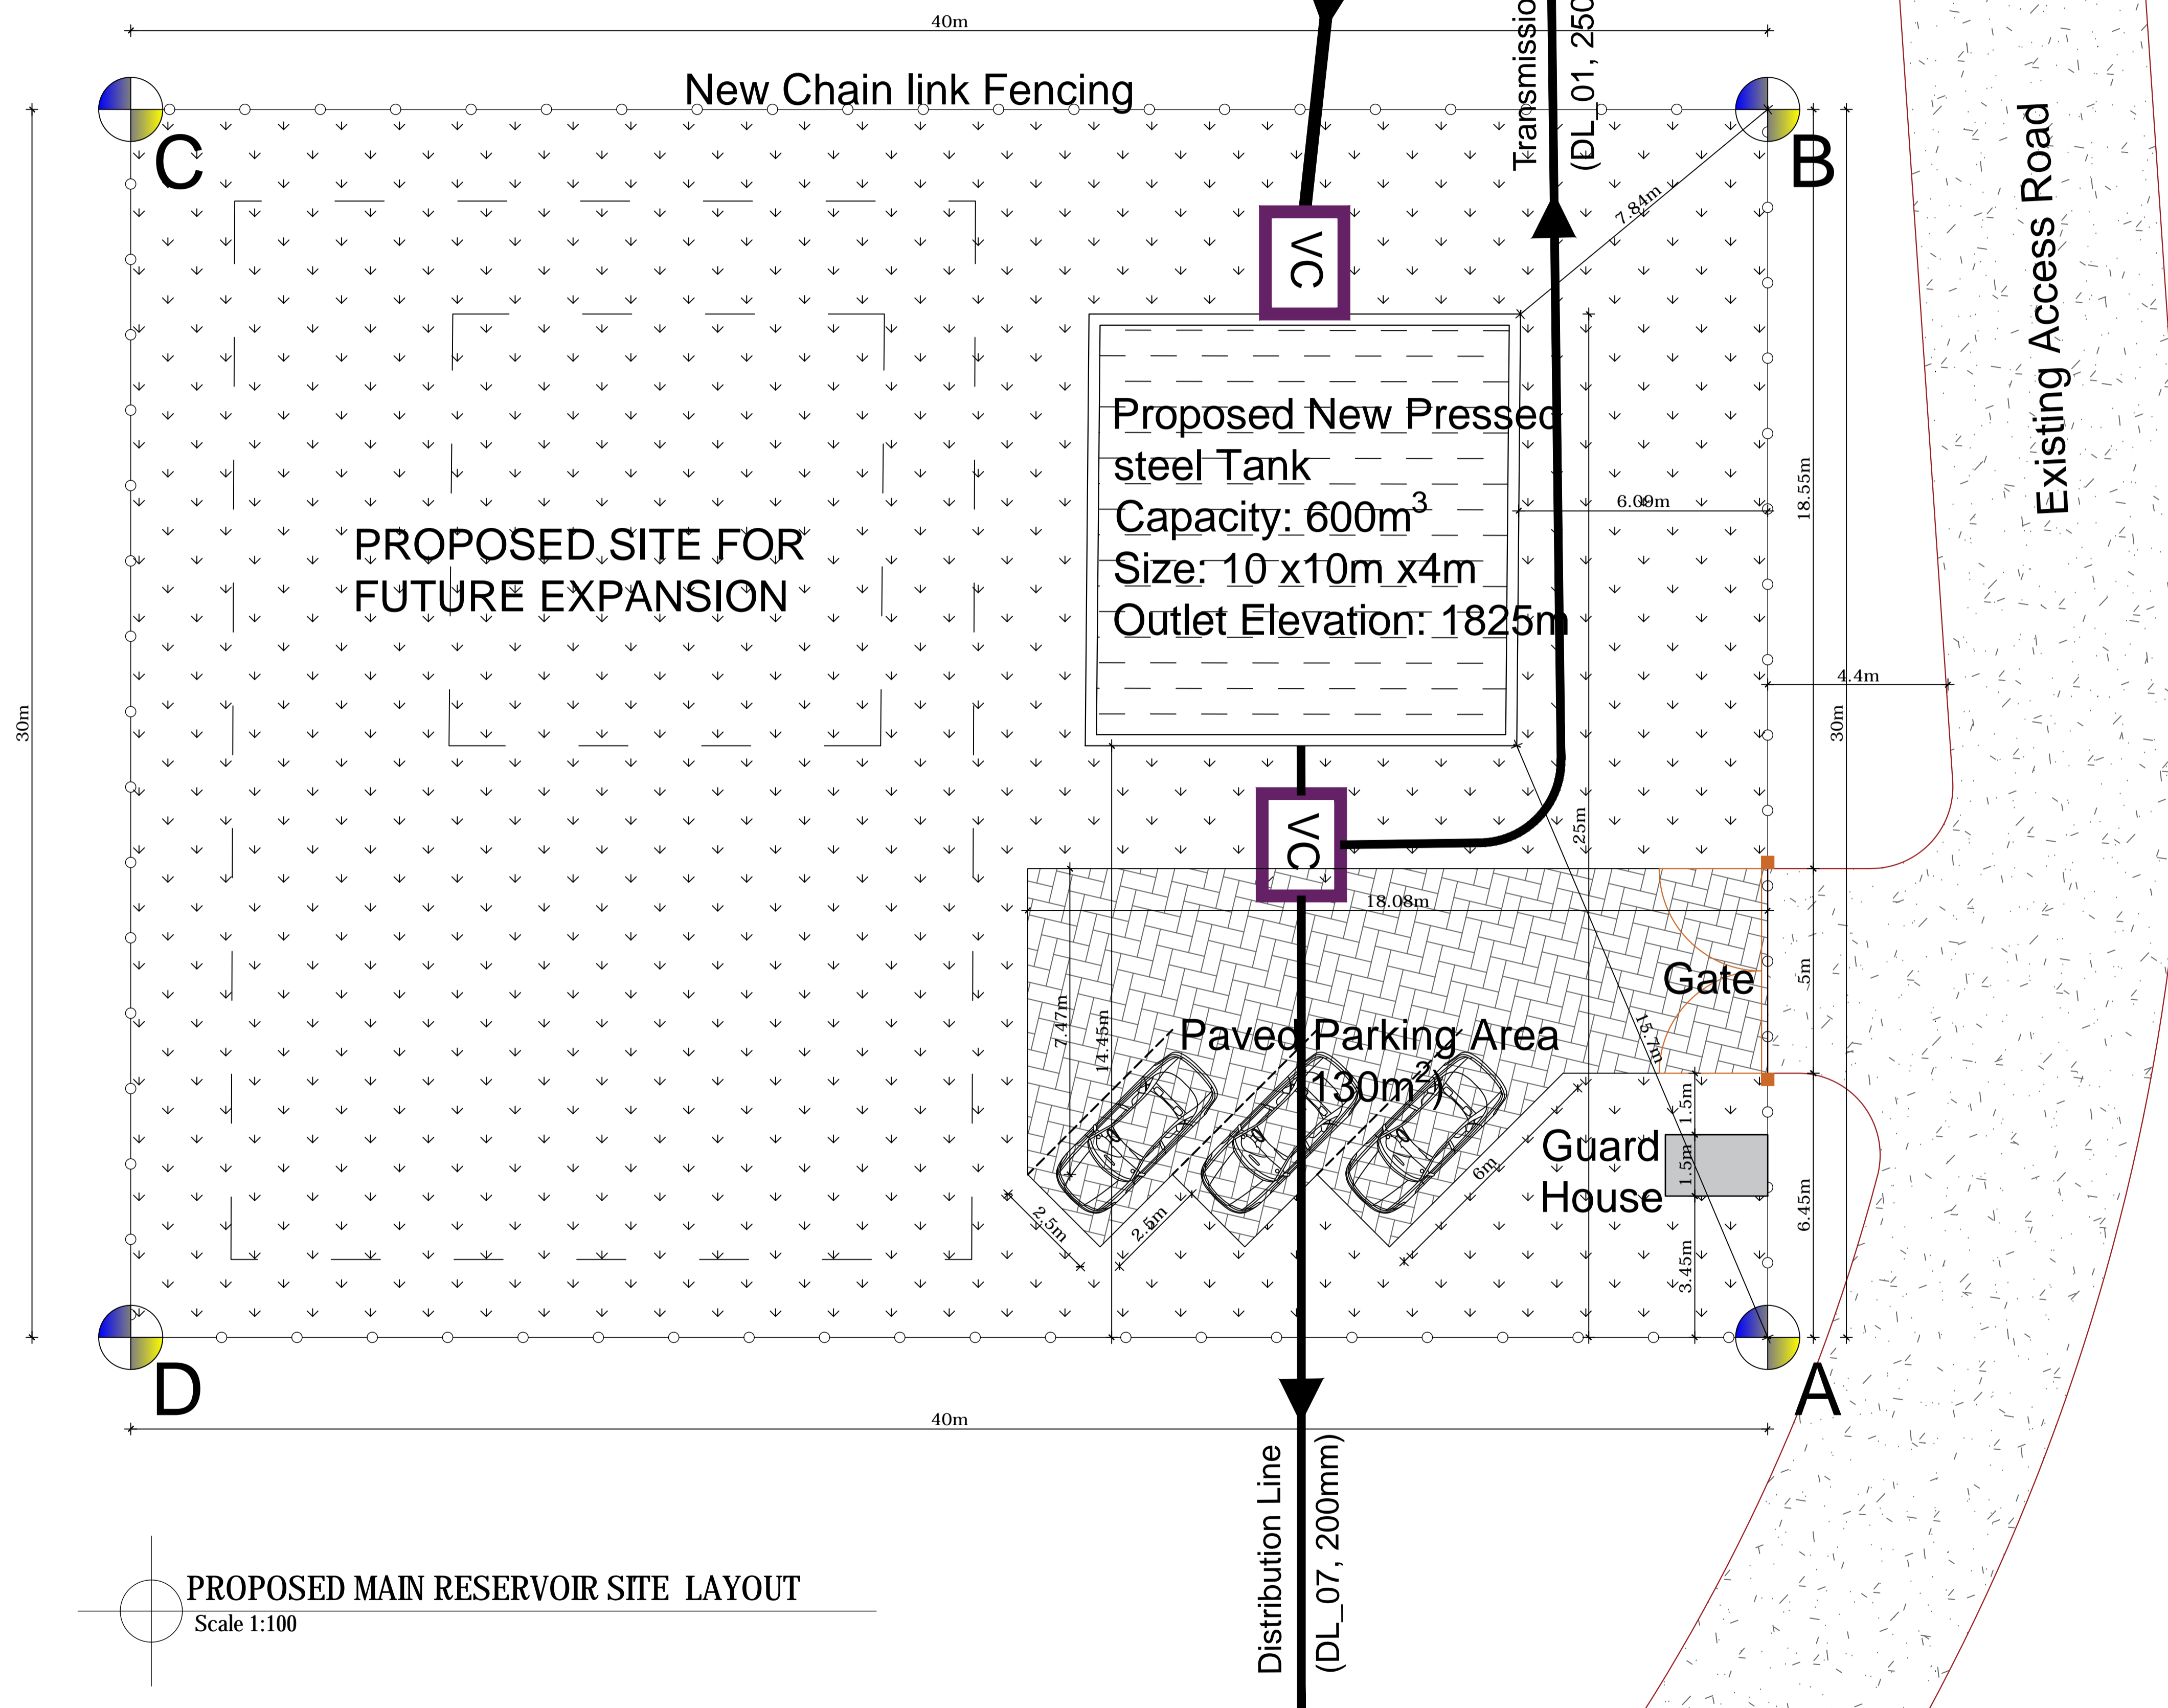 40m
Transmissio
(DL_01, 250
New Chain link Fencing
C
B
7.84m
Existing Access Road
VC
30m
Proposed New Pressed
steel Tank
Capacity: 600m³
Size: 10 x10m x4m
Outlet Elevation: 1825m
6.09m
18.55m
PROPOSED SITE FOR
FUTURE EXPANSION
4.4m
30m
25m
VC
18.08m
Gate
5m
7.47m
14.45m
Paved Parking Area
(130m²)
15.7m
1.5m
Guard
House
1.5m
6m
2.5m
2.5m
3.45m
6.45m
D
A
40m
Distribution Line
(DL_07, 200mm)
PROPOSED MAIN RESERVOIR SITE LAYOUT
Scale 1:100